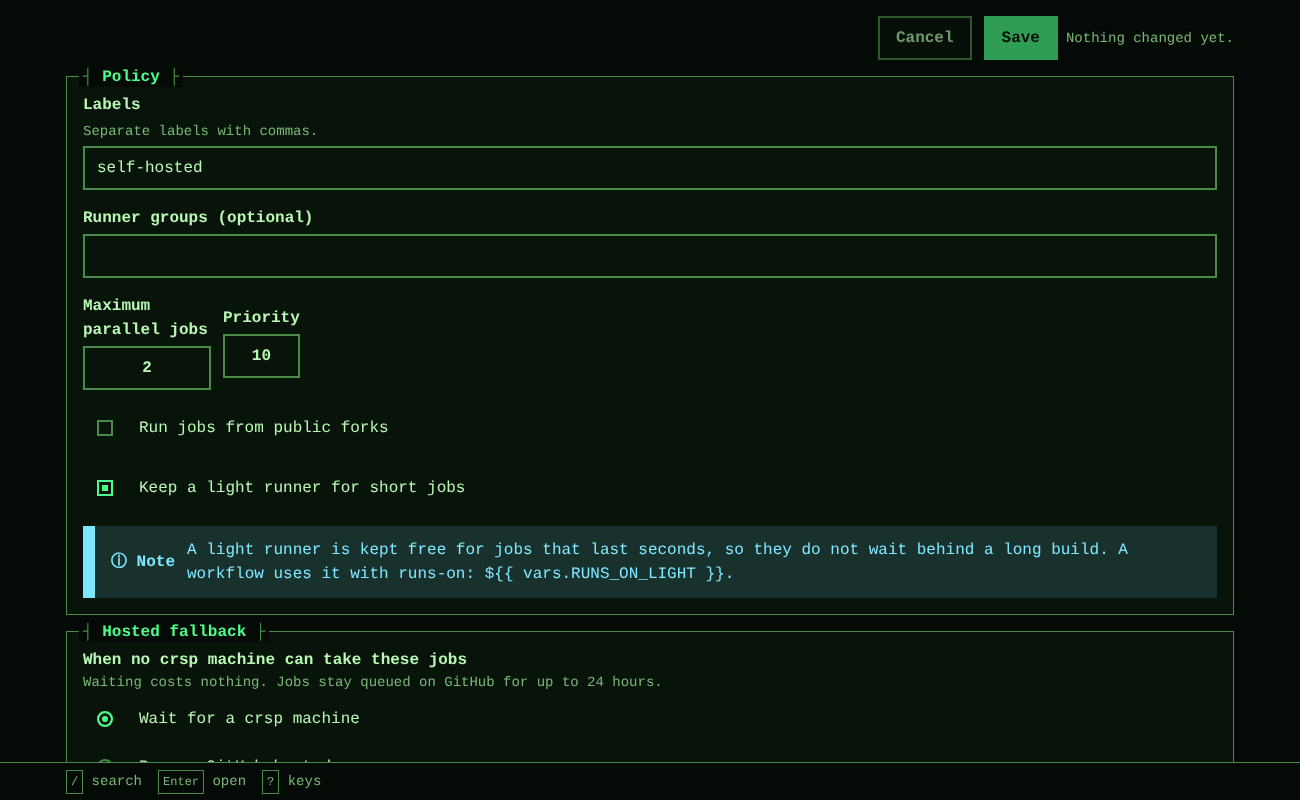 Cancel Save Nothing changed yet.
Policy
Labels
Separate labels with commas.
self-hosted
Runner groups (optional)
Maximum parallel jobs
Priority
2
10
Run jobs from public forks
Keep a light runner for short jobs
ⓘ Note
A light runner is kept free for jobs that last seconds, so they do not wait behind a long build. A
workflow uses it with runs-on: ${{ vars.RUNS_ON_LIGHT }}.
Hosted fallback
When no crsp machine can take these jobs
Waiting costs nothing. Jobs stay queued on GitHub for up to 24 hours.
Wait for a crsp machine
/ search Enter open ? keys